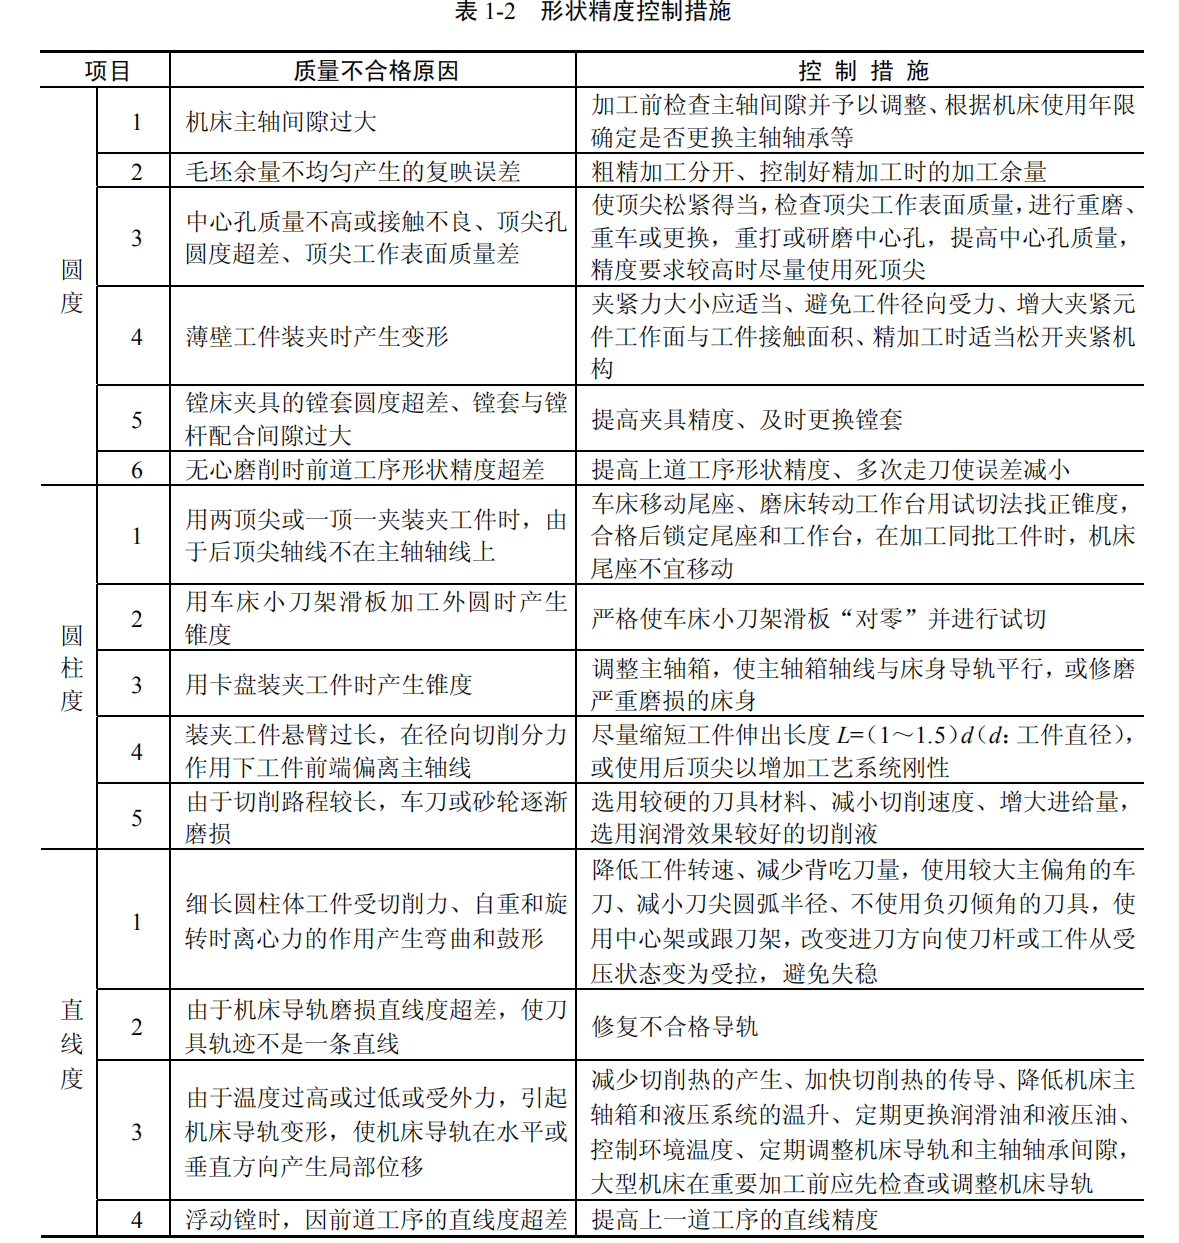 表 1-2 形状精度控制措施
项目 质量不合格原因 控 制 措 施
圆度
1 机床主轴间隙过大
加工前检查主轴间隙并予以调整、根据机床使用年限
确定是否更换主轴轴承等
2 毛坯余量不均匀产生的复映误差
粗精加工分开、控制好精加工时的加工余量
3 中心孔质量不高或接触不良、顶尖孔
圆度超差、顶尖工作表面质量差
使顶尖松紧得当，检查顶尖工作表面质量，进行重磨、
重车或更换，重打或研磨中心孔，提高中心孔质量，
精度要求较高时尽量使用死顶尖
4 薄壁工件装夹时产生变形
夹紧力大小应适当、避免工件径向受力、增大夹紧元
件工作面与工件接触面积、精加工时适当松开夹紧机
构
5 镗床夹具的镗套圆度超差、镗套与镗
杆配合间隙过大
提高夹具精度、及时更换镗套
6 无心磨削时前道工序形状精度超差
提高上道工序形状精度、多次走刀使误差减小
圆柱度
1 用两顶尖或一顶一夹装夹工件时，由
于后顶尖轴线不在主轴轴线上
车床移动尾座、磨床转动工作台用试切法找正锥度，
合格后锁定尾座和工作台，在加工同批工件时，机床
尾座不宜移动
2 用车床小刀架滑板加工外圆时产生
锥度
严格使车床小刀架滑板“对零”并进行试切
3 用卡盘装夹工件时产生锥度
调整主轴箱，使主轴箱轴线与床身导轨平行，或修磨
严重磨损的床身
4 装夹工件悬臂过长，在径向切削分力
作用下工件前端偏离主轴线
尽量缩短工件伸出长度 L=（1～1.5）d（d：工件直径），
或使用后顶尖以增加工艺系统刚性
5 由于切削路程较长，车刀或砂轮逐渐
磨损
选用较硬的刀具材料、减小切削速度、增大进给量，
选用润滑效果较好的切削液
直线度
1 细长圆柱体工件受切削力、自重和旋
转时离心力的作用产生弯曲和鼓形
降低工件转速、减少背吃刀量，使用较大主偏角的车
刀、减小刀尖圆弧半径、不使用负刃倾角的刀具，使
用中心架或跟刀架，改变进刀方向使刀杆或工件从受
压状态变为受拉，避免失稳
2 由于机床导轨磨损直线度超差，使刀
具轨迹不是一条直线
修复不合格导轨
3 由于温度过高或过低或受外力，引起
机床导轨变形，使机床导轨在水平或
垂直方向产生局部位移
减少切削热的产生、加快切削热的传导、降低机床主
轴箱和液压系统的温升、定期更换润滑油和液压油、
控制环境温度、定期调整机床导轨和主轴轴承间隙，
大型机床在重要加工前应先检查或调整机床导轨
4 浮动镗时，因前道工序的直线度超差
提高上一道工序的直线精度